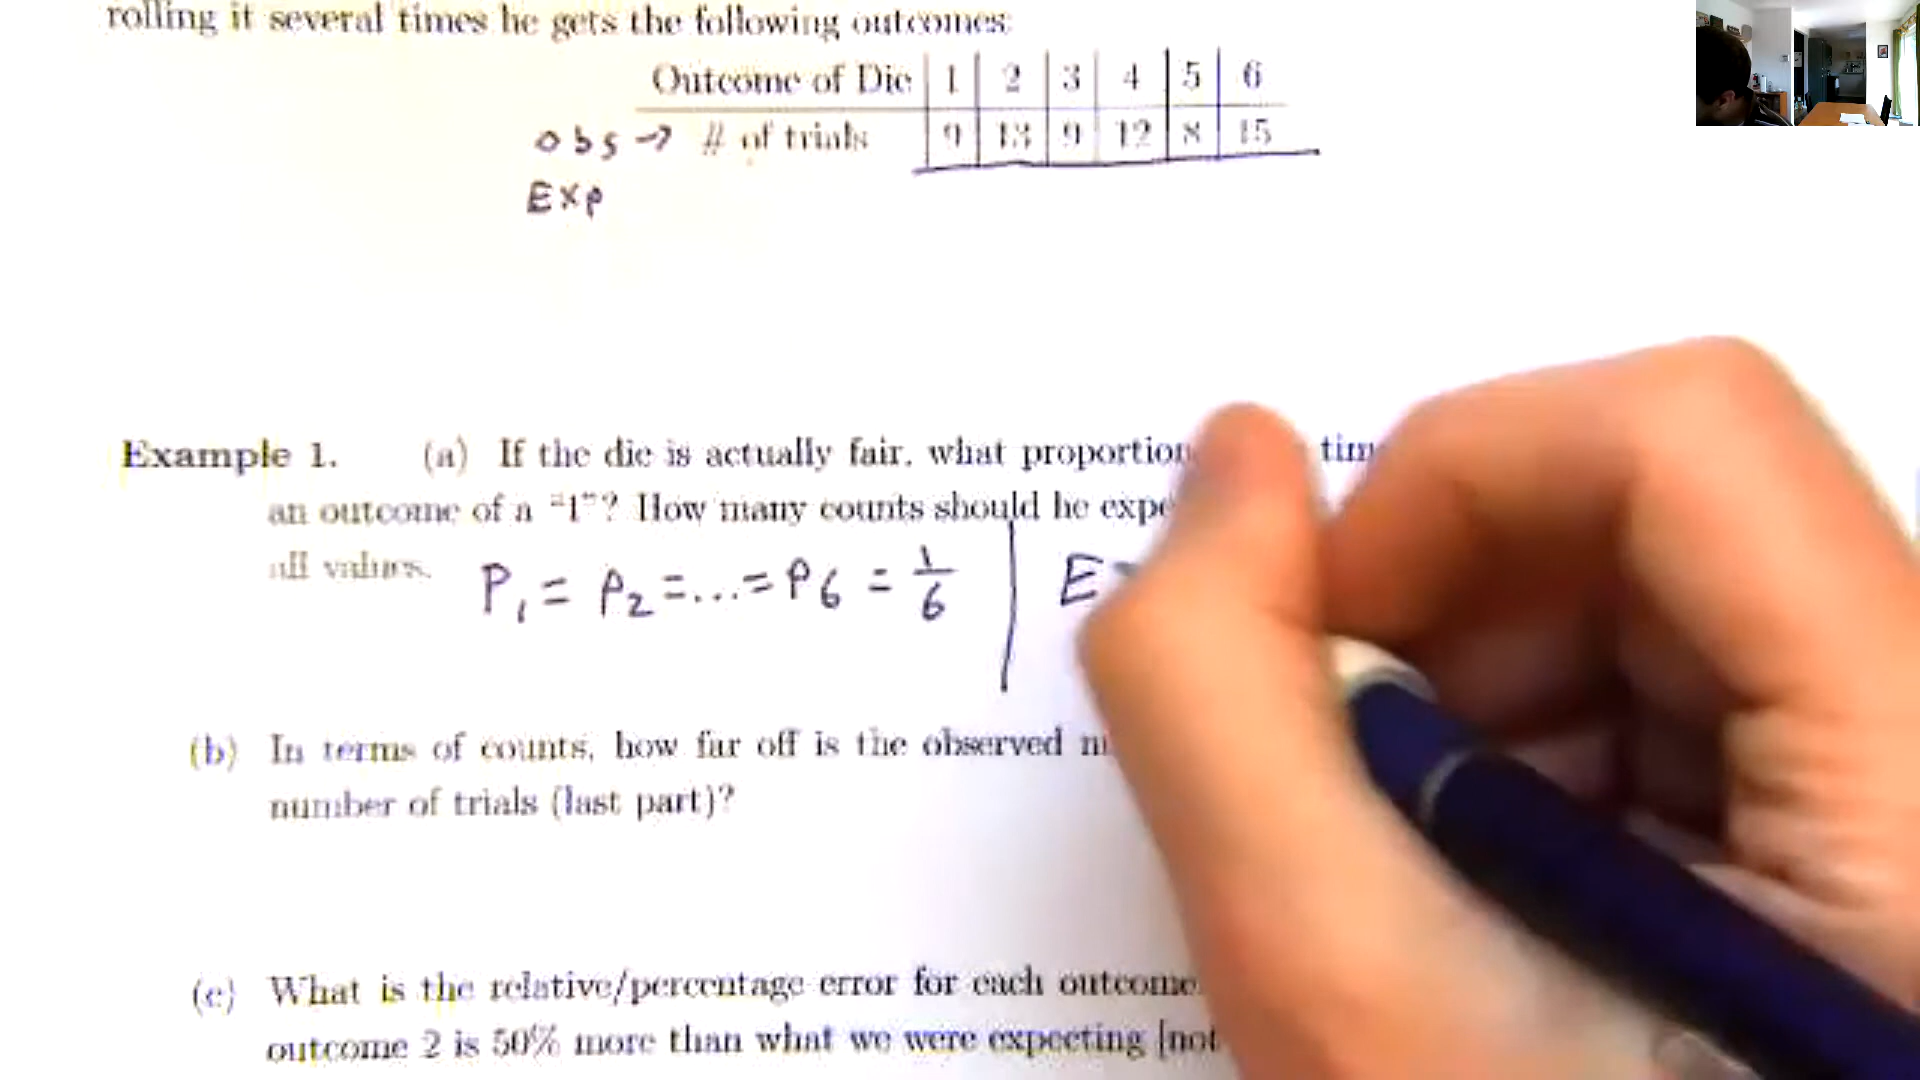 rolling it several times he gets the following outcomes:
Outcome of Die 1 2 3 4 5 6
obs → # of trials 9 13 9 12 8 15
Exp
Example 1. (a) If the die is actually fair, what proportion
an outcome of a "1"? How many counts should he
all values. P1 = P2 = ... = P6 = 1/6 | E
(b) In terms of counts, how far off is the observed
number of trials (last part)?
(c) What is the relative/percentage error for each outcome.
outcome 2 is 50% more than what we were expecting [not